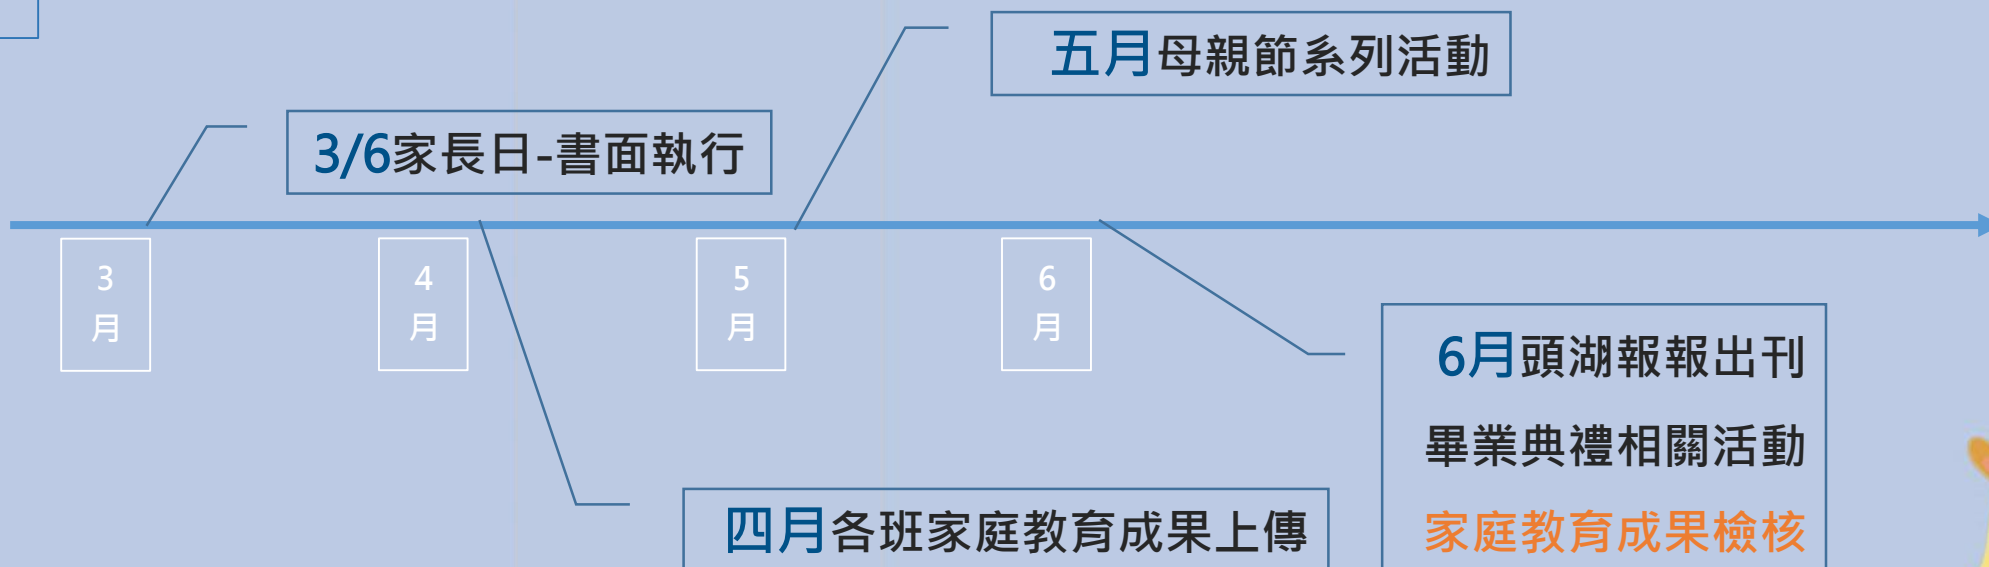 五月母親節系列活動
3/6家長日-書面執行
3
月
4
月
5
月
6
月
6月頭湖報報出刊
畢業典禮相關活動
家庭教育成果檢核
四月各班家庭教育成果上傳